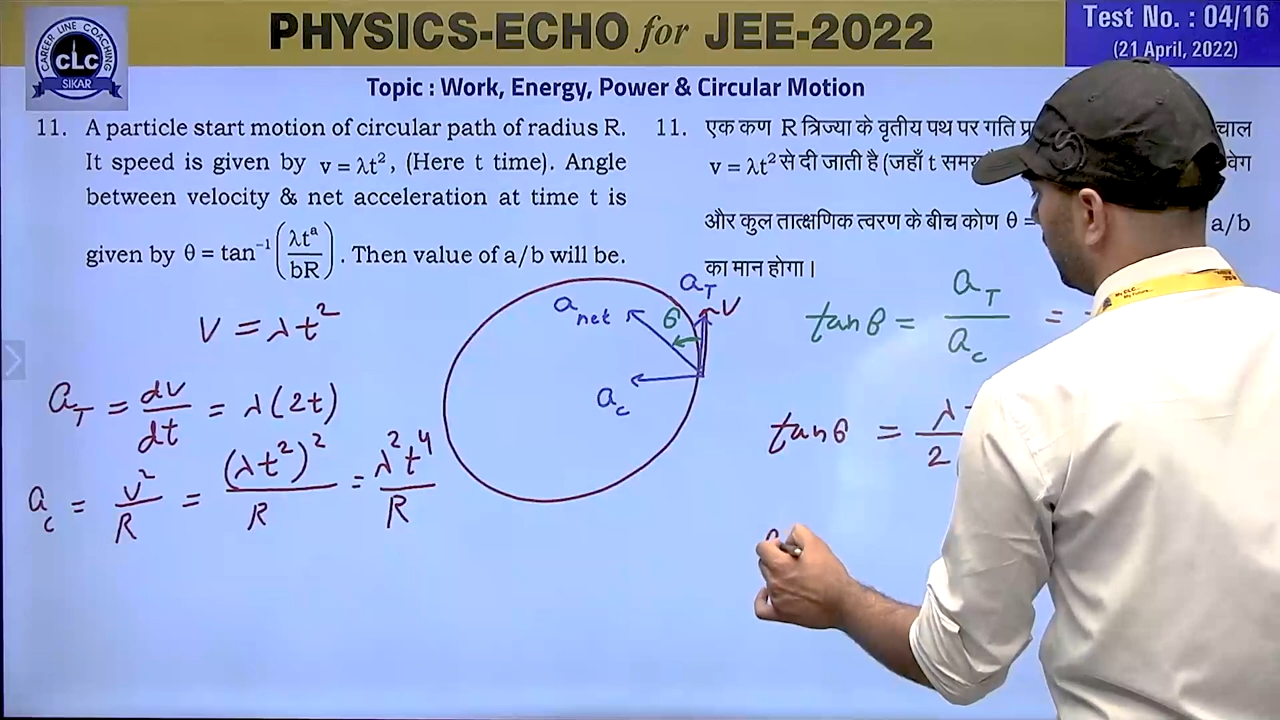 CAREER LINE COACHING
CLC
SIKAR
PHYSICS-ECHO for JEE-2022
Test No. : 04/16
(21 April, 2022)
Topic : Work, Energy, Power & Circular Motion
11. A particle start motion of circular path of radius R.
It speed is given by v = λt², (Here t time). Angle
between velocity & net acceleration at time t is
given by θ = tan⁻¹(λtᵃ/bR). Then value of a/b will be.
11. एक कण R त्रिज्या के वृतीय पथ पर गति चाल
v = λt² से दी जाती है (जहाँ t वेग
और कुल तात्क्षणिक त्वरण के बीच कोण θ = a/b
का मान होगा।
V = λt²
a_T = dv/dt = λ(2t)
a_c = v²/R = (λt²)²/R = λ²t⁴/R
a_T
V
a_net
θ
a_c
tanθ = a_T/a_c =
tanθ = λ/2